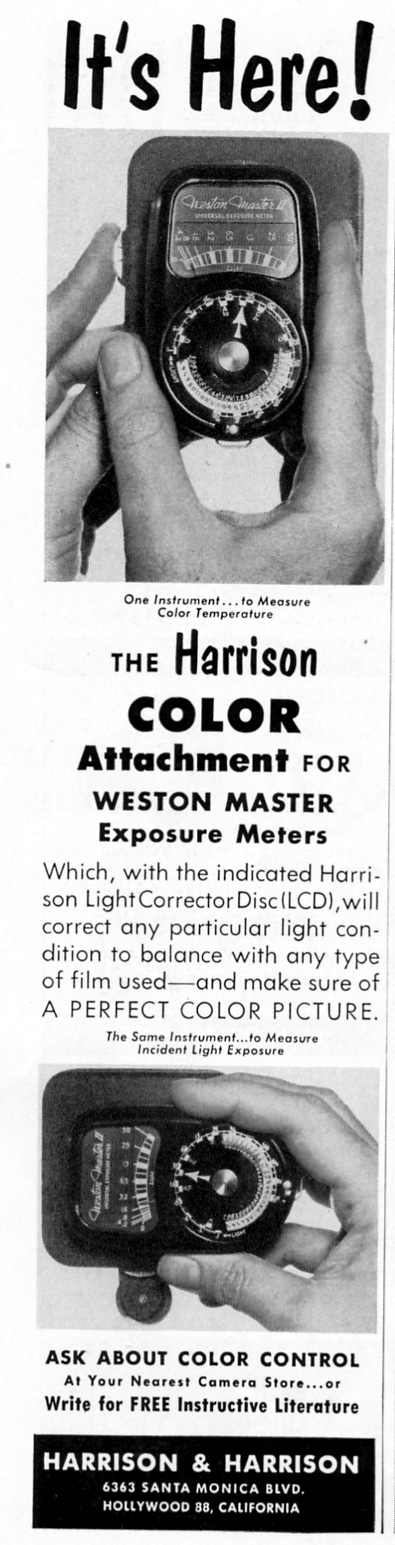 It's Here!
Weston Master II
UNIVERSAL EXPOSURE METER
One Instrument...to Measure
Color Temperature
THE Harrison
COLOR
Attachment FOR
WESTON MASTER
Exposure Meters
Which, with the indicated Harri-
son Light Corrector Disc (LCD), will
correct any particular light con-
dition to balance with any type
of film used—and make sure of
A PERFECT COLOR PICTURE.
The Same Instrument...to Measure
Incident Light Exposure
Weston Master II
UNIVERSAL EXPOSURE METER
LIGHT
ASK ABOUT COLOR CONTROL
At Your Nearest Camera Store...or
Write for FREE Instructive Literature
HARRISON & HARRISON
6363 SANTA MONICA BLVD.
HOLLYWOOD 88, CALIFORNIA